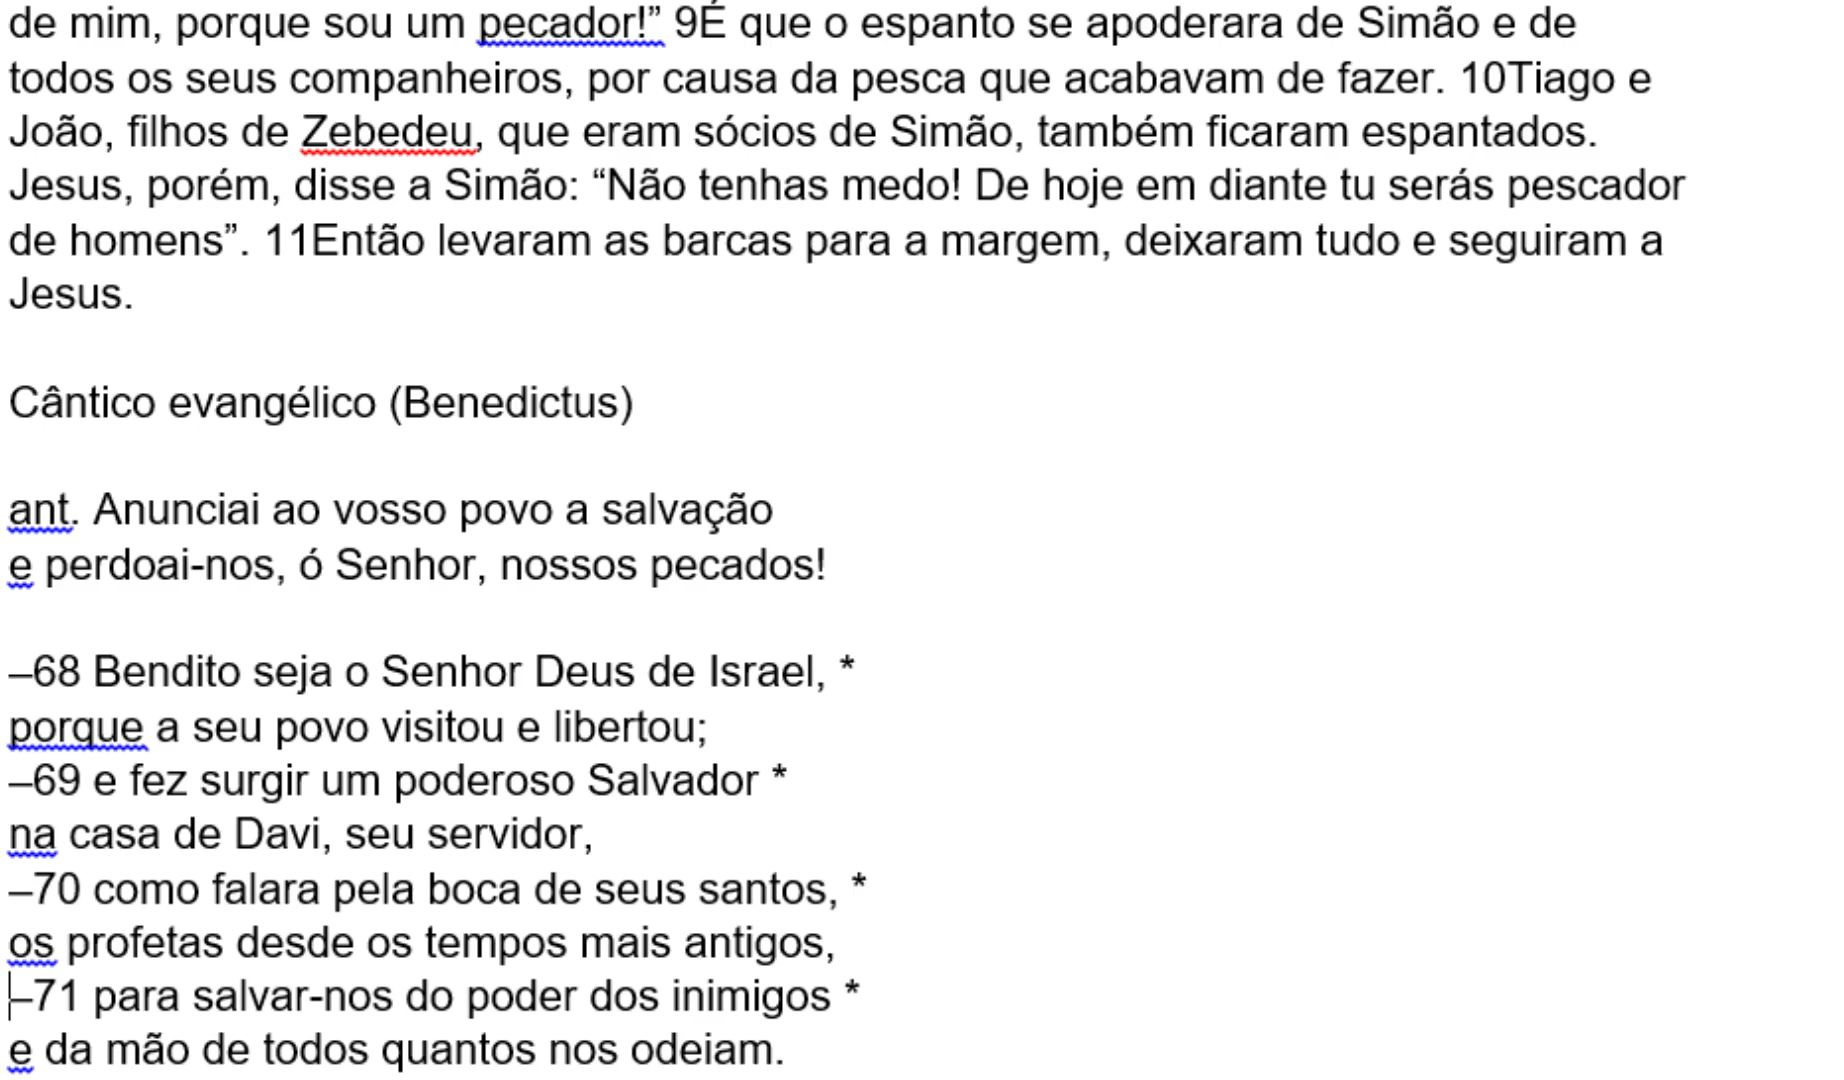 de mim, porque sou um pecador!” 9É que o espanto se apoderara de Simão e de
todos os seus companheiros, por causa da pesca que acabavam de fazer. 10Tiago e
João, filhos de Zebedeu, que eram sócios de Simão, também ficaram espantados.
Jesus, porém, disse a Simão: “Não tenhas medo! De hoje em diante tu serás pescador
de homens”. 11Então levaram as barcas para a margem, deixaram tudo e seguiram a
Jesus.
Cântico evangélico (Benedictus)
ant. Anunciai ao vosso povo a salvação
e perdoai-nos, ó Senhor, nossos pecados!
–68 Bendito seja o Senhor Deus de Israel, *
porque a seu povo visitou e libertou;
–69 e fez surgir um poderoso Salvador *
na casa de Davi, seu servidor,
–70 como falara pela boca de seus santos, *
os profetas desde os tempos mais antigos,
–71 para salvar-nos do poder dos inimigos *
e da mão de todos quantos nos odeiam.